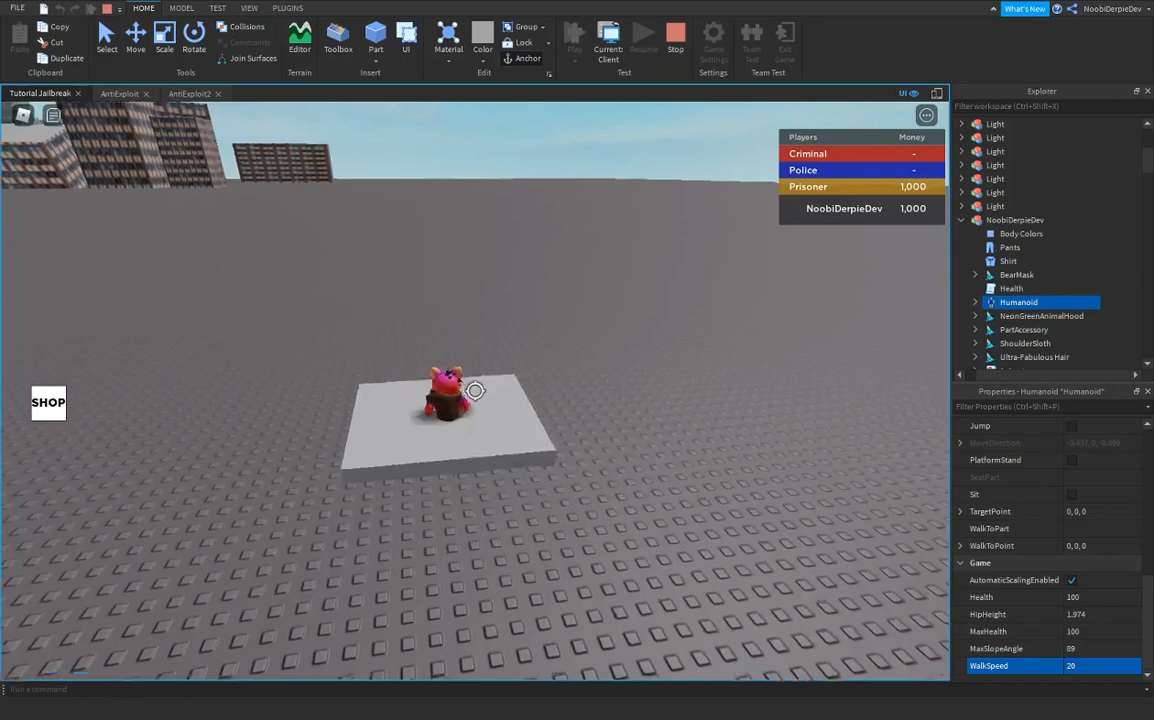 FILE HOME MODEL TEST VIEW PLUGINS What's New NoobiDerpieDev
Paste Copy Cut Duplicate Clipboard
Select Move Scale Rotate Collisions Constraints Join Surfaces Tools
Editor Terrain
Toolbox Part UI Insert
Material Color Group Lock Anchor Edit
Play Current: Client Resume Stop Test
Game Settings Settings
Team Test Exit Game Team Test
Tutorial Jailbreak AntiExploit AntiExploit2 UI
Players Money
Criminal -
Police -
Prisoner 1,000
NoobiDerpieDev 1,000
SHOP
Explorer
Filter workspace (Ctrl+Shift+X)
Light
Light
Light
Light
Light
Light
Light
NoobiDerpieDev
Body Colors
Pants
Shirt
BearMask
Health
Humanoid
NeonGreenAnimalHood
PartAccessory
ShoulderSloth
Ultra-Fabulous Hair
Properties - Humanoid "Humanoid"
Filter Properties (Ctrl+Shift+P)
Jump
MoveDirection -0.437, 0, -0.899
PlatformStand
SeatPart
Sit
TargetPoint 0, 0, 0
WalkToPart
WalkToPoint 0, 0, 0
Game
AutomaticScalingEnabled
Health 100
HipHeight 1.974
MaxHealth 100
MaxSlopeAngle 89
WalkSpeed 20
Run a command